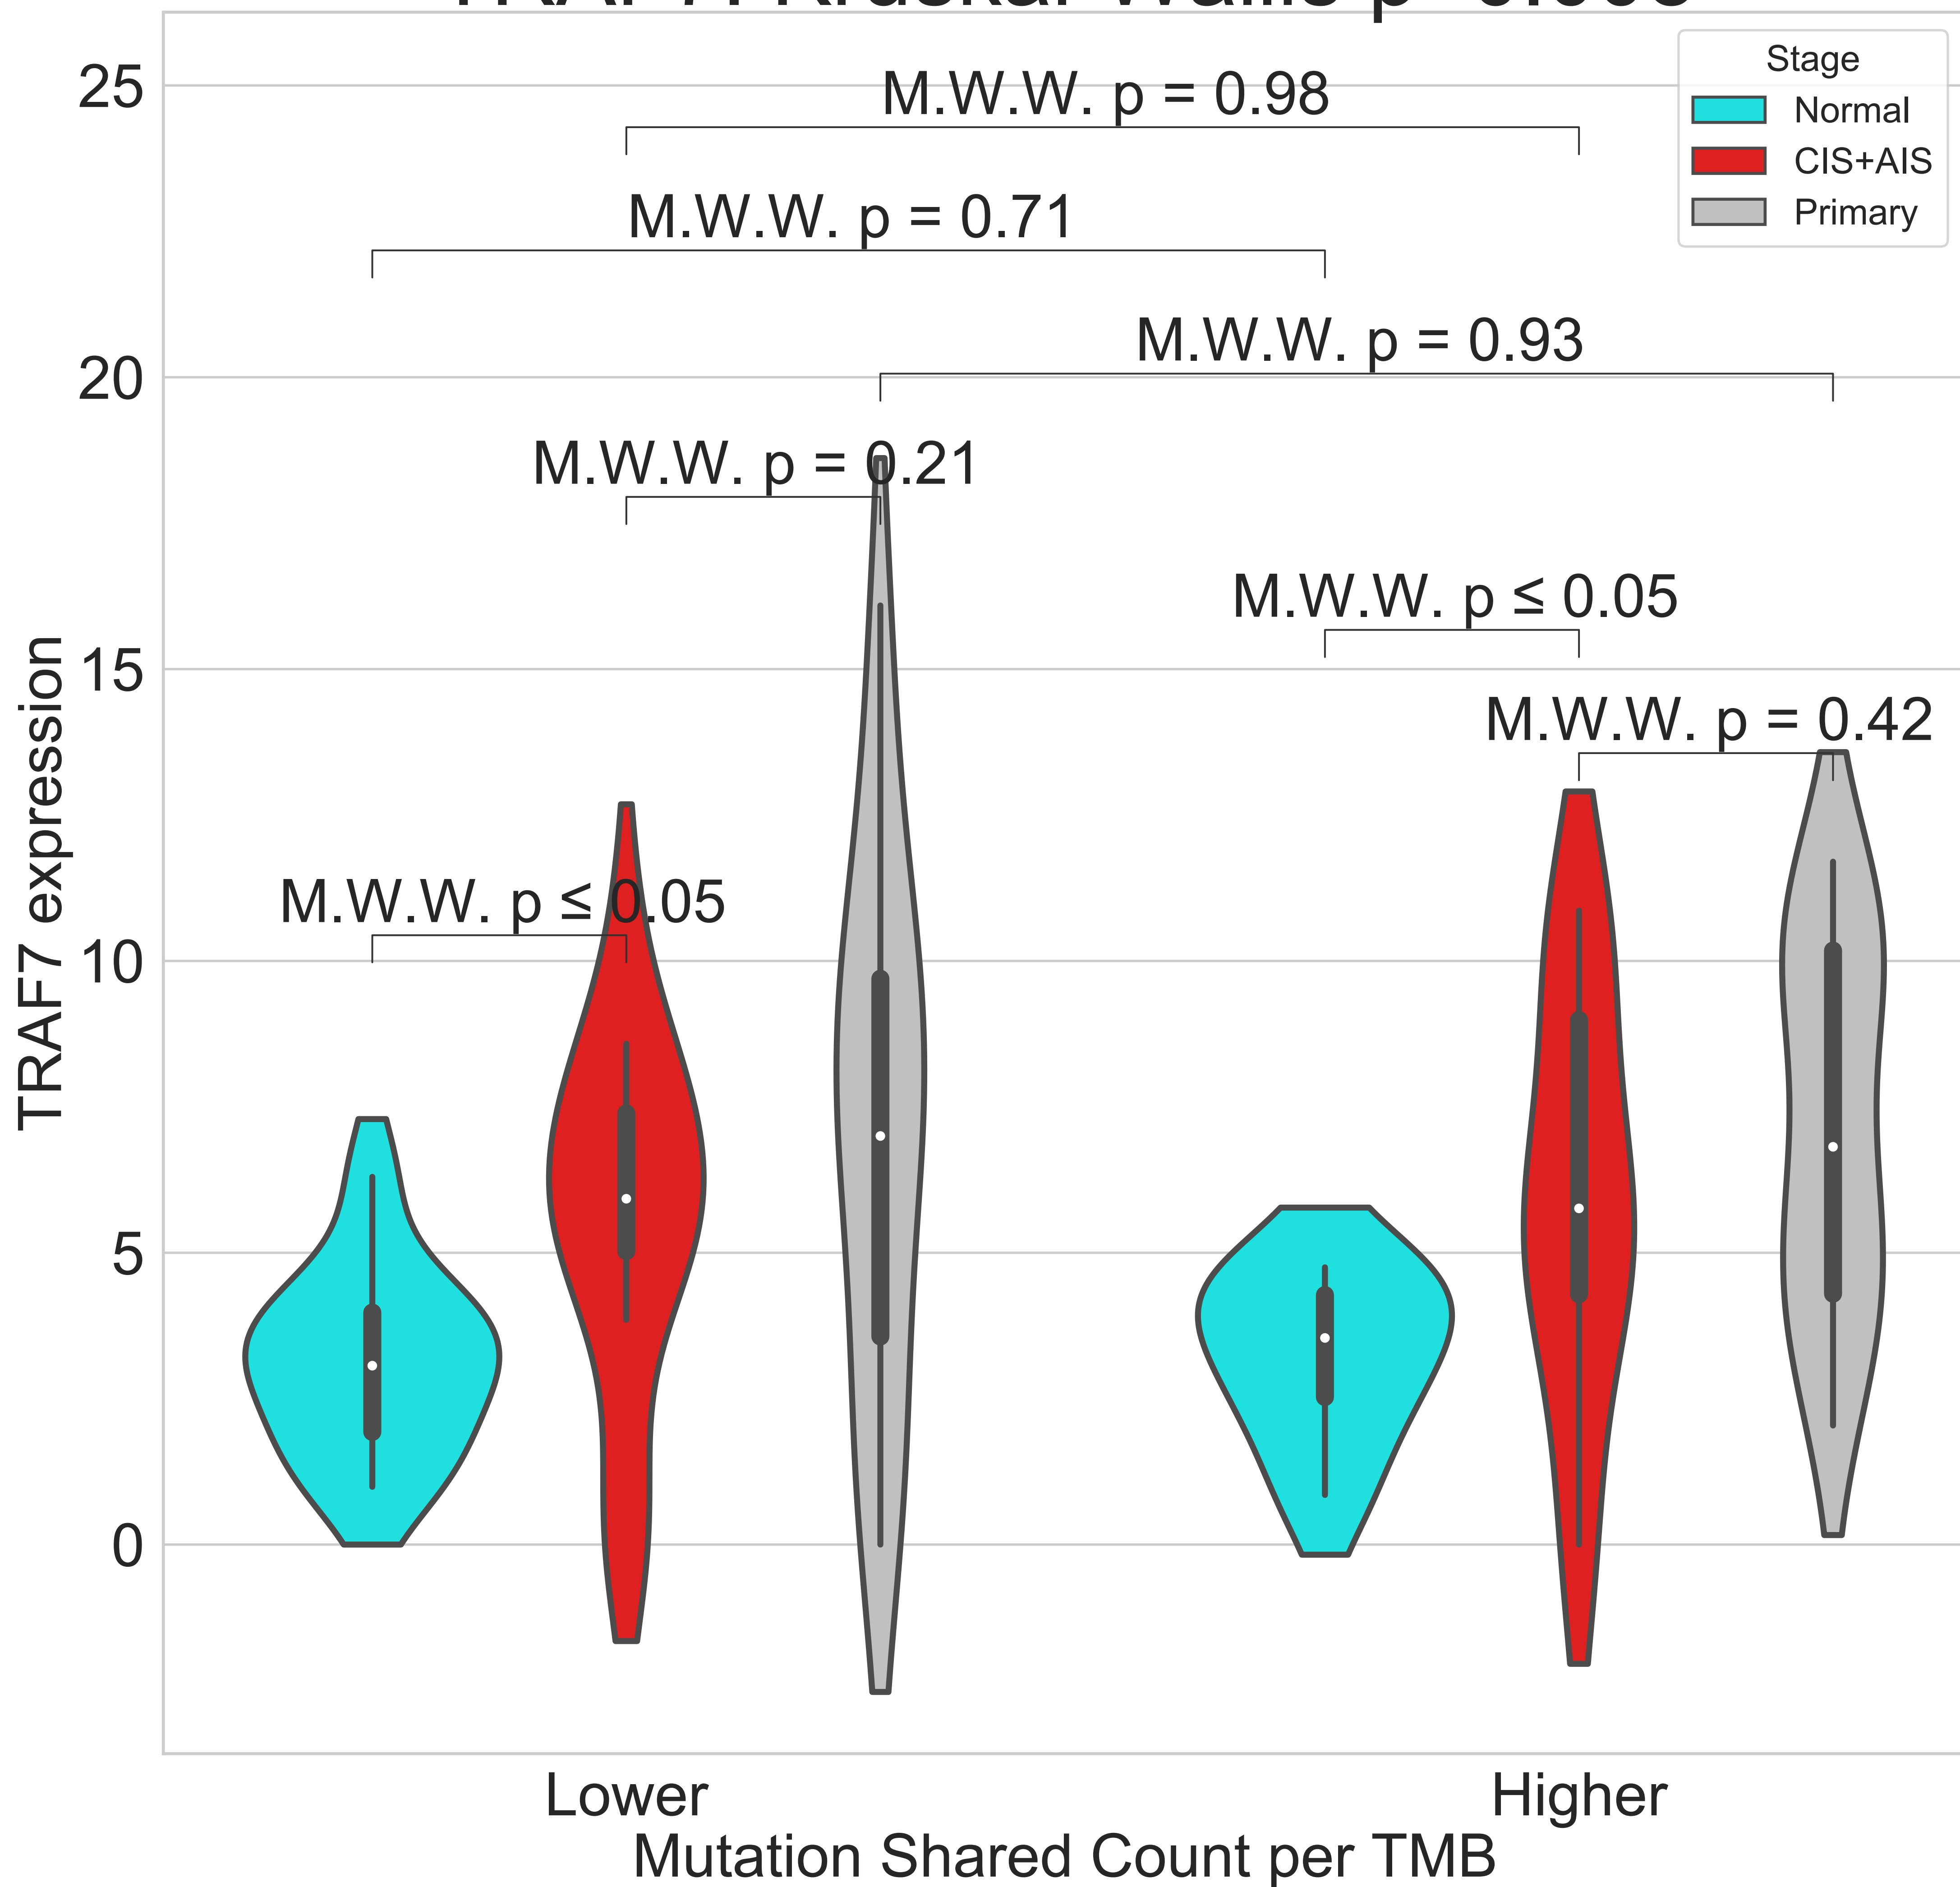 25
M.W.W. p = 0.98
Stage
Normal
CIS+AIS
Primary
M.W.W. p = 0.71
M.W.W. p = 0.93
20
M.W.W. p = 0.21
M.W.W. p ≤ 0.05
15
M.W.W. p = 0.42
M.W.W. p ≤ 0.05
10
TRAF7 expression
5
0
Lower
Higher
Mutation Shared Count per TMB